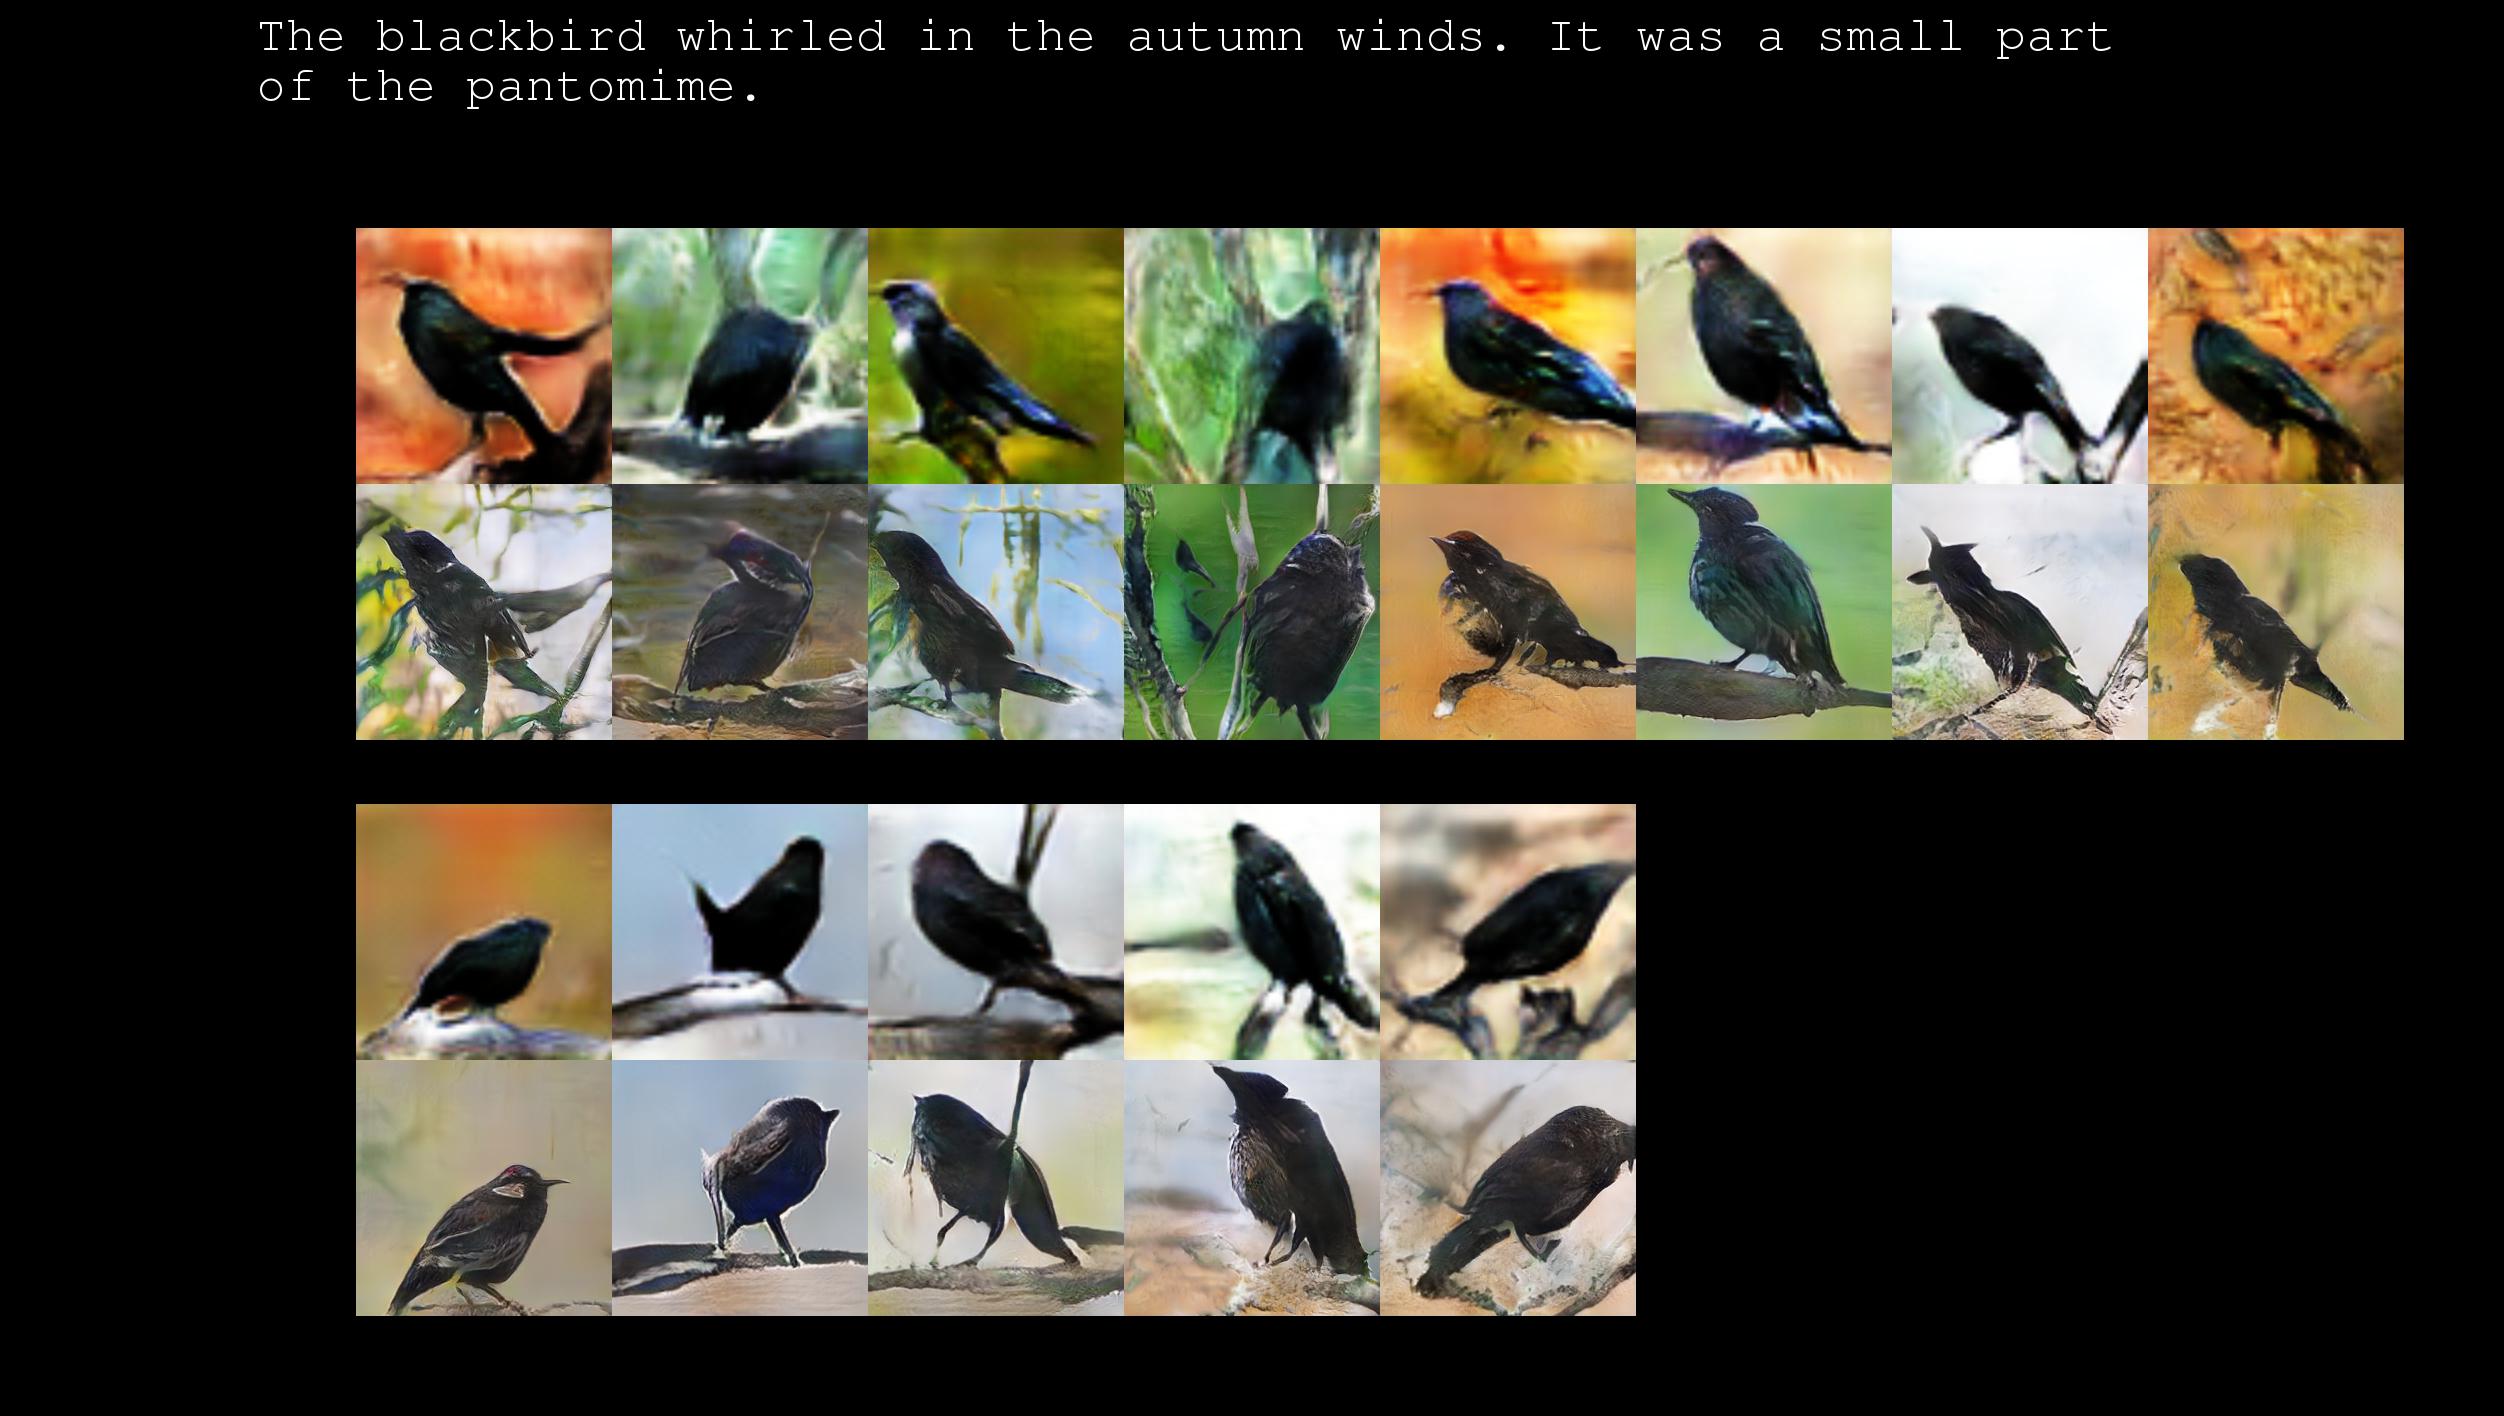 The blackbird whirled in the autumn winds. It was a small part
of the pantomime.